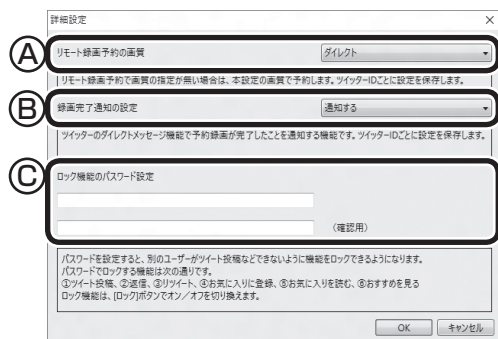 詳細設定
Ⓐ リモート録画予約の画質 ダイレクト
リモート録画予約で画質の指定が無い場合は、本設定の画質で予約します。ツイッターIDごとに設定を保存します。
Ⓑ 録画完了通知の設定 通知する
ツイッターのダイレクトメッセージ機能で予約録画が完了したことを通知する機能です。ツイッターIDごとに設定を保存します。
Ⓒ ロック機能のパスワード設定
(確認用)
パスワードを設定すると、別のユーザーがツイート投稿などできないように機能をロックできるようになります。
パスワードでロックする機能は次の通りです。
①ツイート投稿、②返信、③リツイート、④お気に入りに登録、⑤お気に入りを読む、⑥おすすめを見る
ロック機能は、[ロック]ボタンでオン／オフを切り換えます。
OK キャンセル